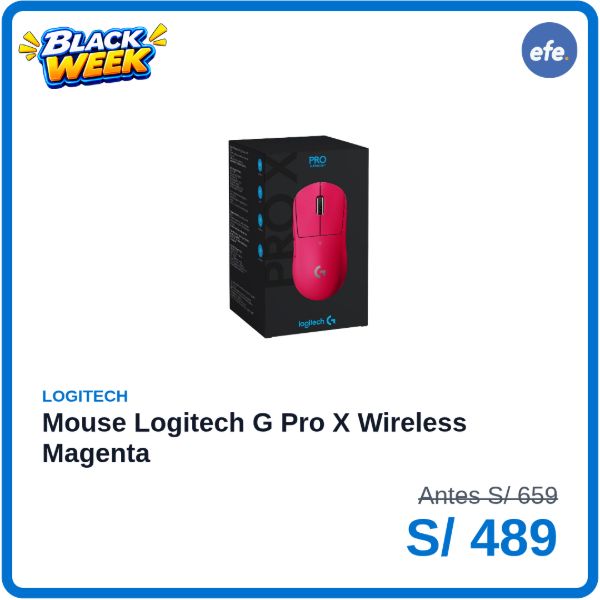 BLACK
WEEK
efe.
PRO
PRO X
logitech G
LOGITECH
Mouse Logitech G Pro X Wireless
Magenta
Antes S/ 659
S/ 489